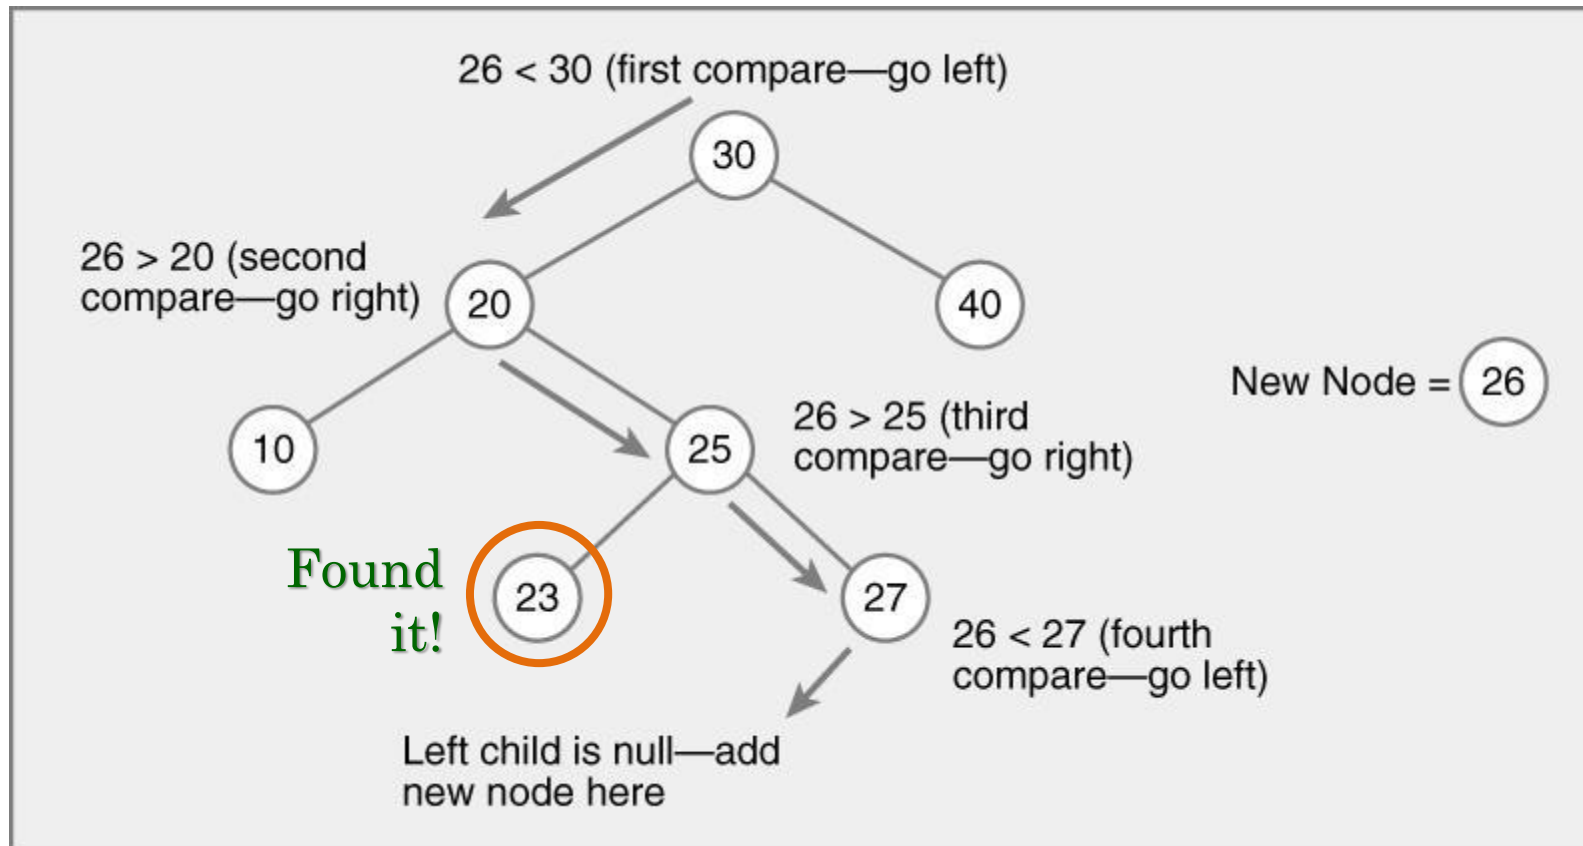 26 < 30 (first compare—go left)
30
26 > 20 (second
compare—go right)
20
40
New Node = 26
10
25
26 > 25 (third
compare—go right)
Found
it!
23
27
26 < 27 (fourth
compare—go left)
Left child is null—add
new node here